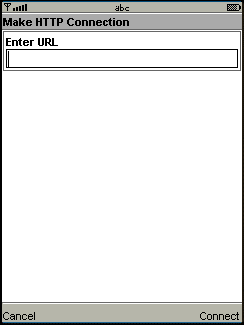 abc
Make HTTP Connection
Enter URL
Cancel Connect